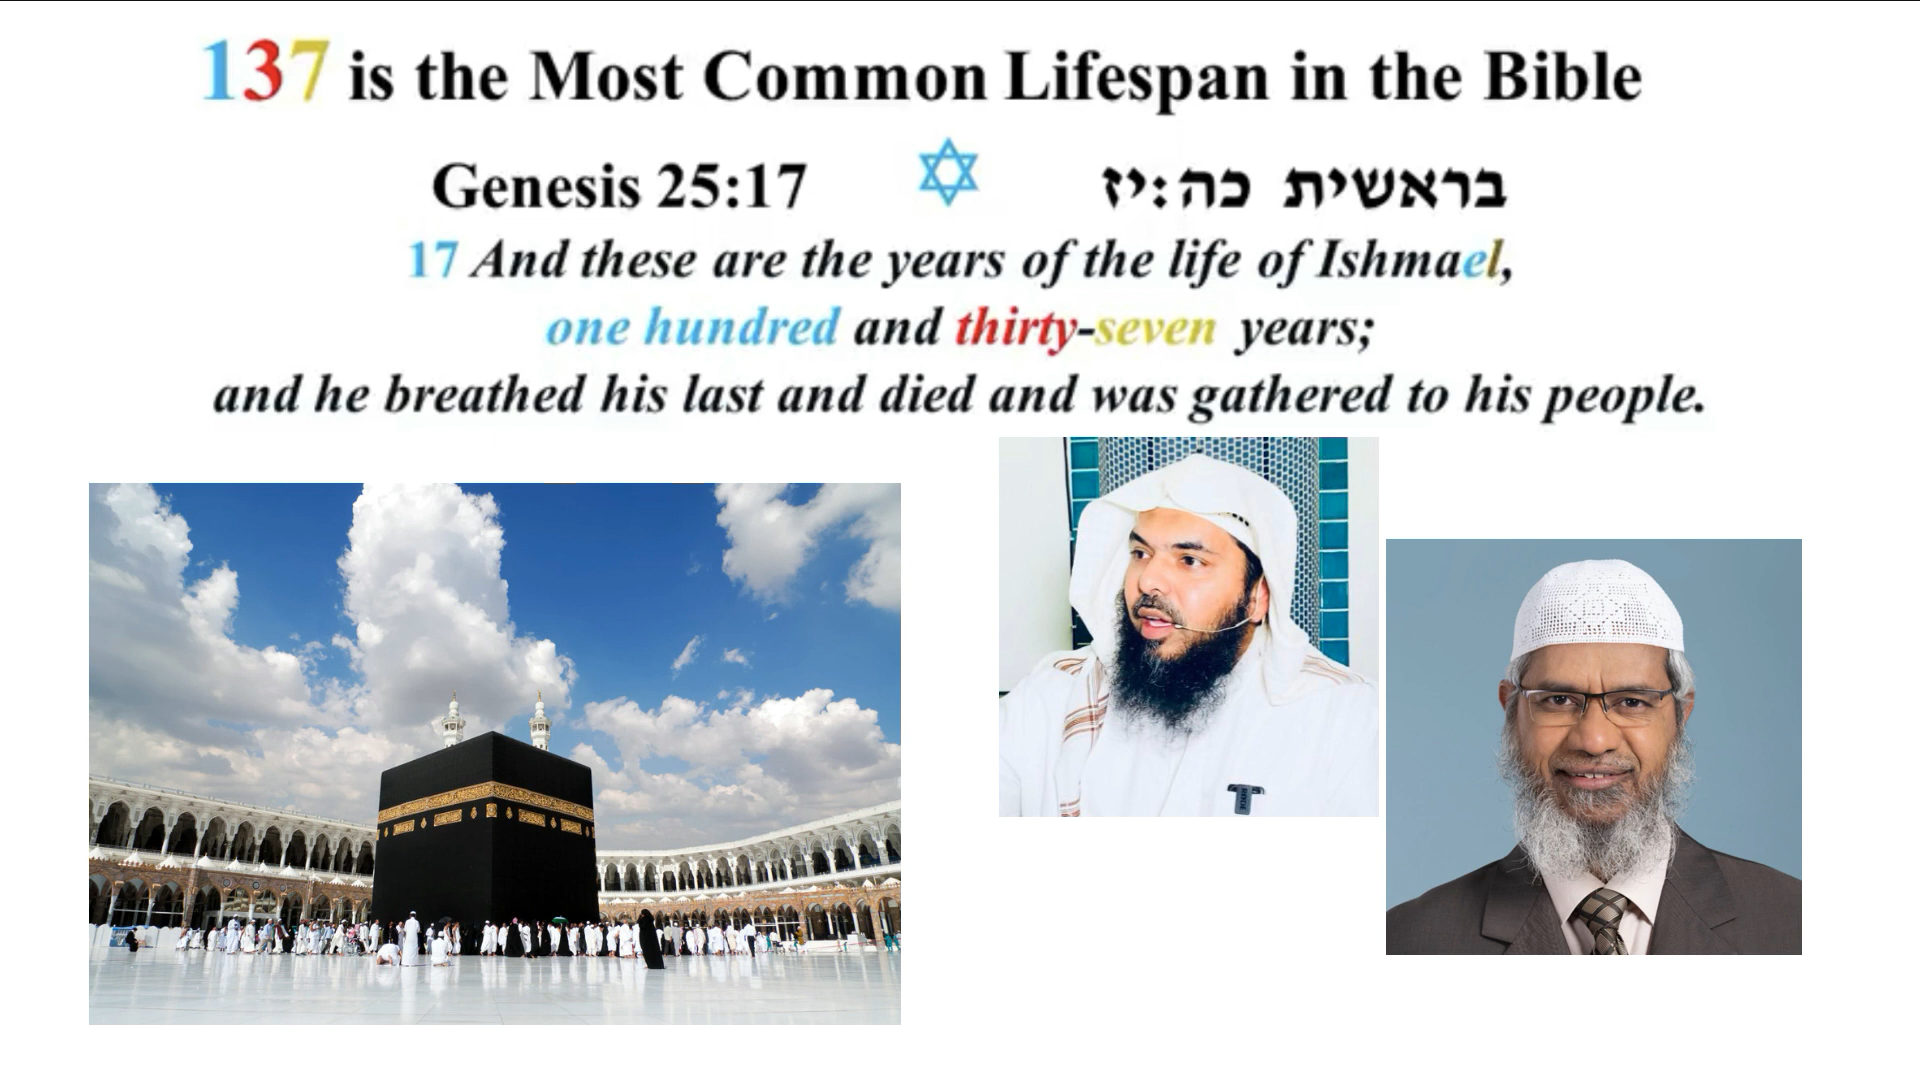 137 is the Most Common Lifespan in the Bible
Genesis 25:17 בראשית כה:יז
17 And these are the years of the life of Ishmael,
one hundred and thirty-seven years;
and he breathed his last and died and was gathered to his people.